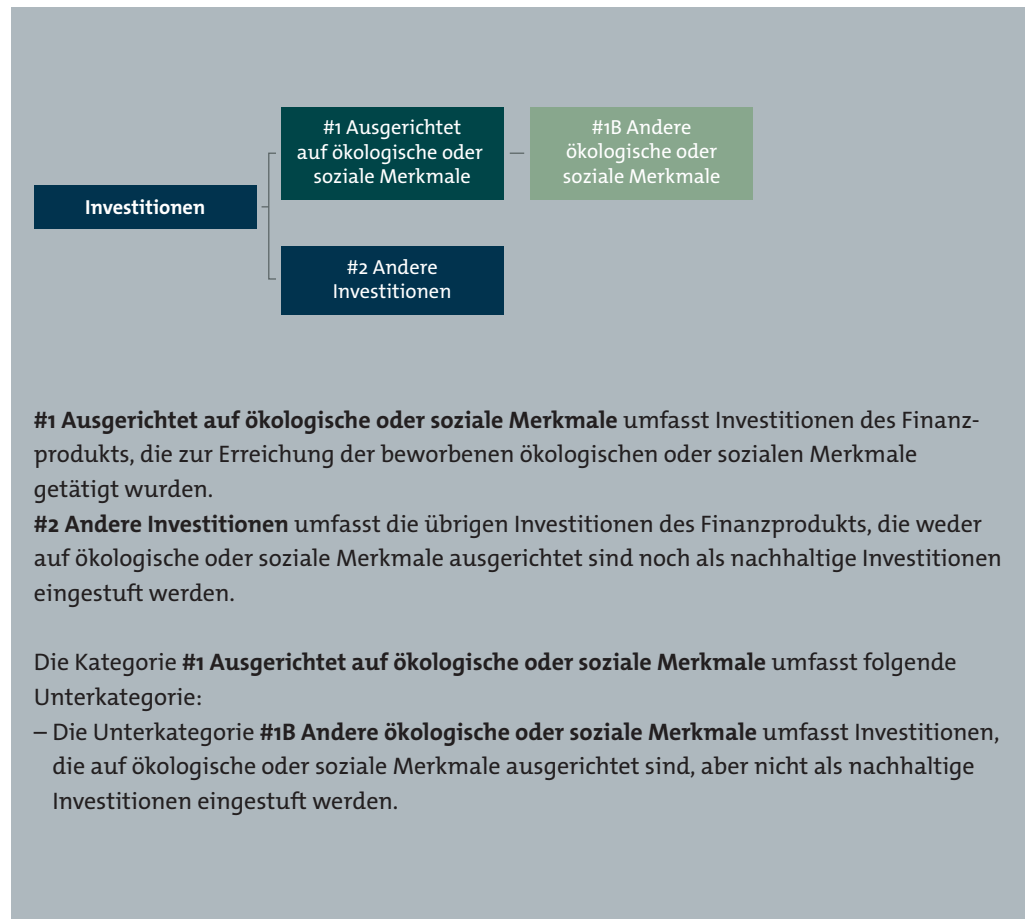 #1 Ausgerichtet
auf ökologische oder
soziale Merkmale
#1B Andere
ökologische oder
soziale Merkmale
Investitionen
#2 Andere
Investitionen
#1 Ausgerichtet auf ökologische oder soziale Merkmale umfasst Investitionen des Finanz-
produkts, die zur Erreichung der beworbenen ökologischen oder sozialen Merkmale
getätigt wurden.
#2 Andere Investitionen umfasst die übrigen Investitionen des Finanzprodukts, die weder
auf ökologische oder soziale Merkmale ausgerichtet sind noch als nachhaltige Investitionen
eingestuft werden.
Die Kategorie #1 Ausgerichtet auf ökologische oder soziale Merkmale umfasst folgende
Unterkategorie:
– Die Unterkategorie #1B Andere ökologische oder soziale Merkmale umfasst Investitionen,
die auf ökologische oder soziale Merkmale ausgerichtet sind, aber nicht als nachhaltige
Investitionen eingestuft werden.